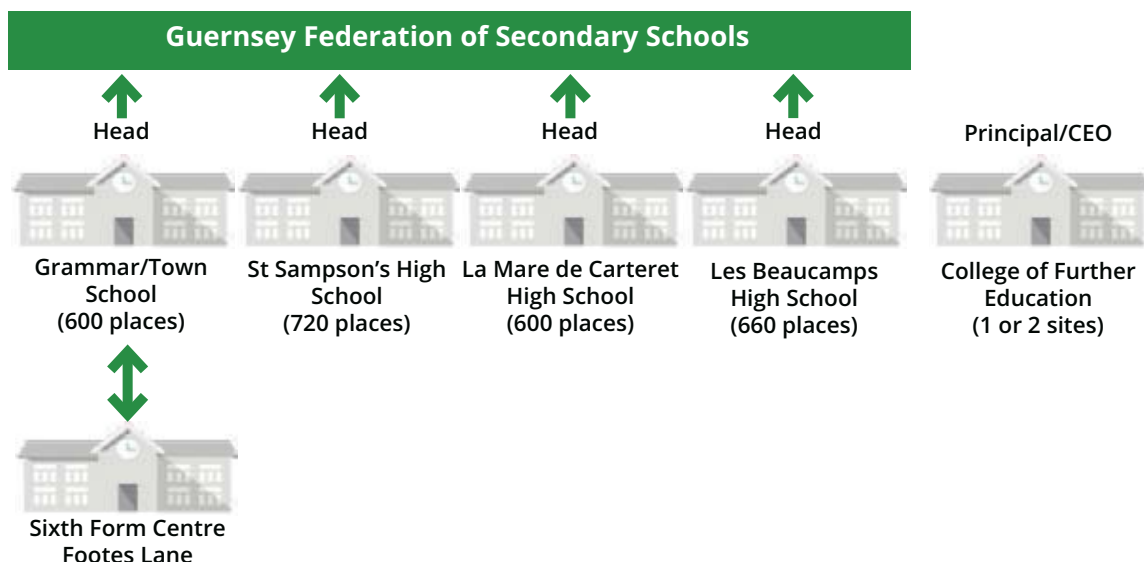 Guernsey Federation of Secondary Schools
Head
Head
Head
Head
Principal/CEO
Grammar/Town
School
(600 places)
St Sampson's High
School
(720 places)
La Mare de Carteret
High School
(600 places)
Les Beaucamps
High School
(660 places)
College of Further
Education
(1 or 2 sites)
Sixth Form Centre
Footes Lane